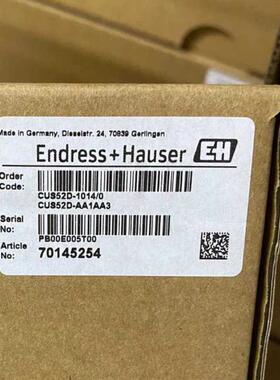 Made in Germany, Dieselstr. 24, 70839 Gerlingen
Endress+Hauser EH
Order
Code:
CUS52D-1014/0
CUS52D-AA1AA3
Serial
No:
PB00E005T00
Article
No:
70145254